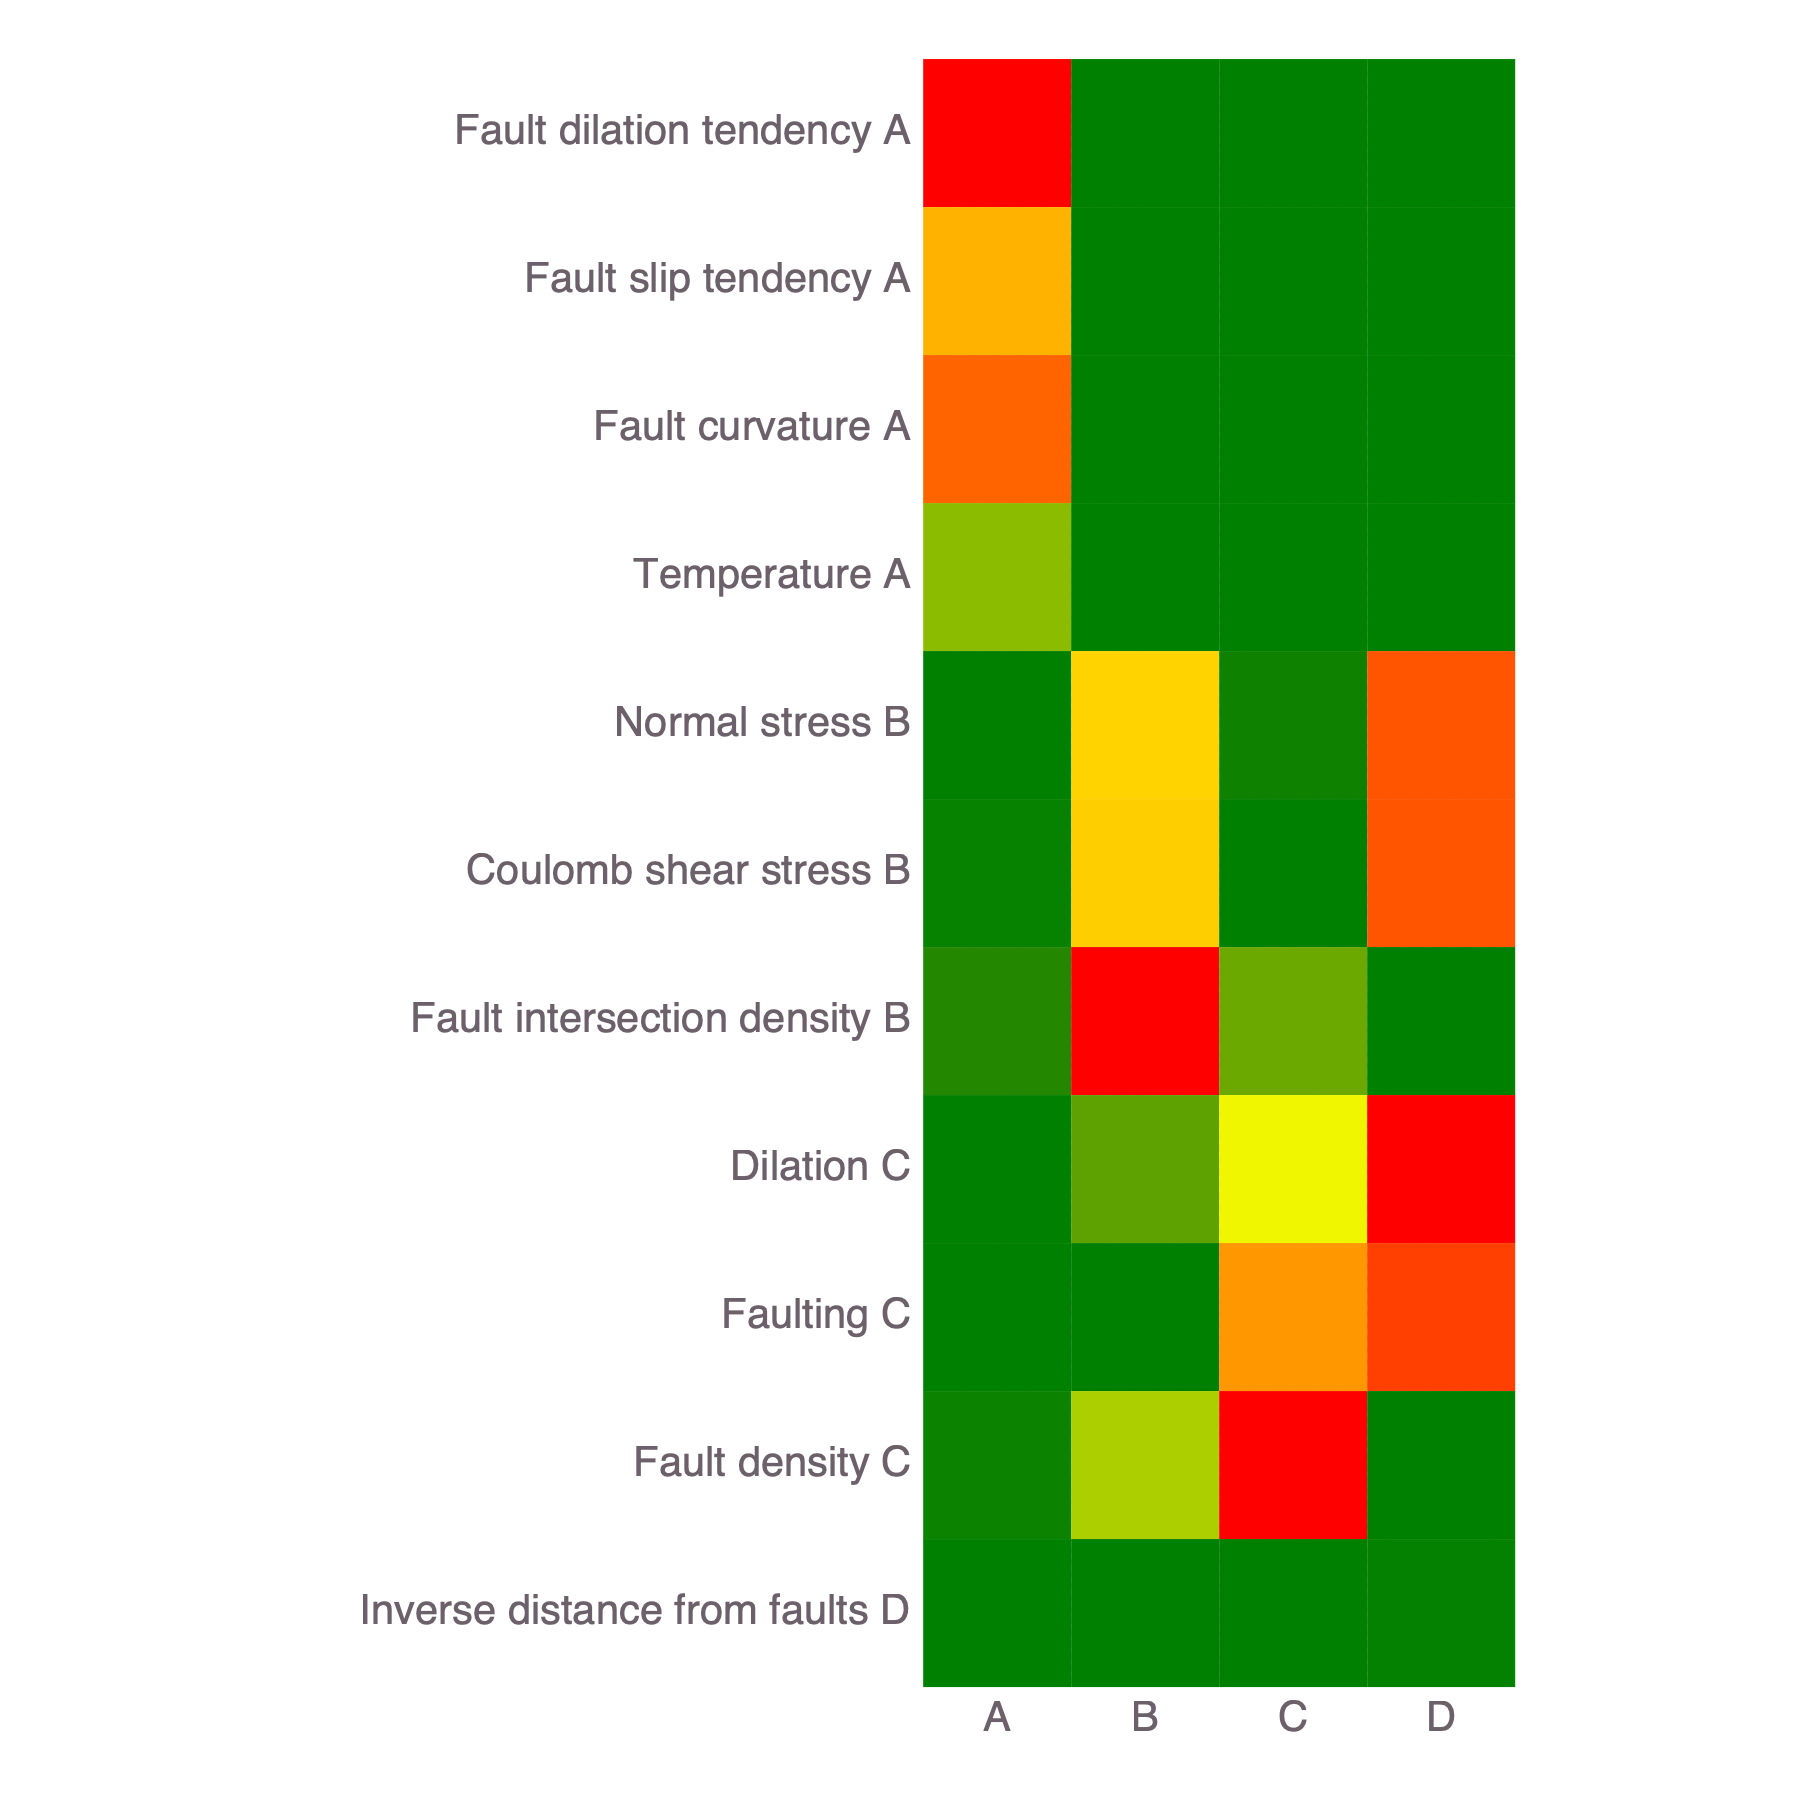 Fault dilation tendency A
Fault slip tendency A
Fault curvature A
Temperature A
Normal stress B
Coulomb shear stress B
Fault intersection density B
Dilation C
Faulting C
Fault density C
Inverse distance from faults D
A B C D